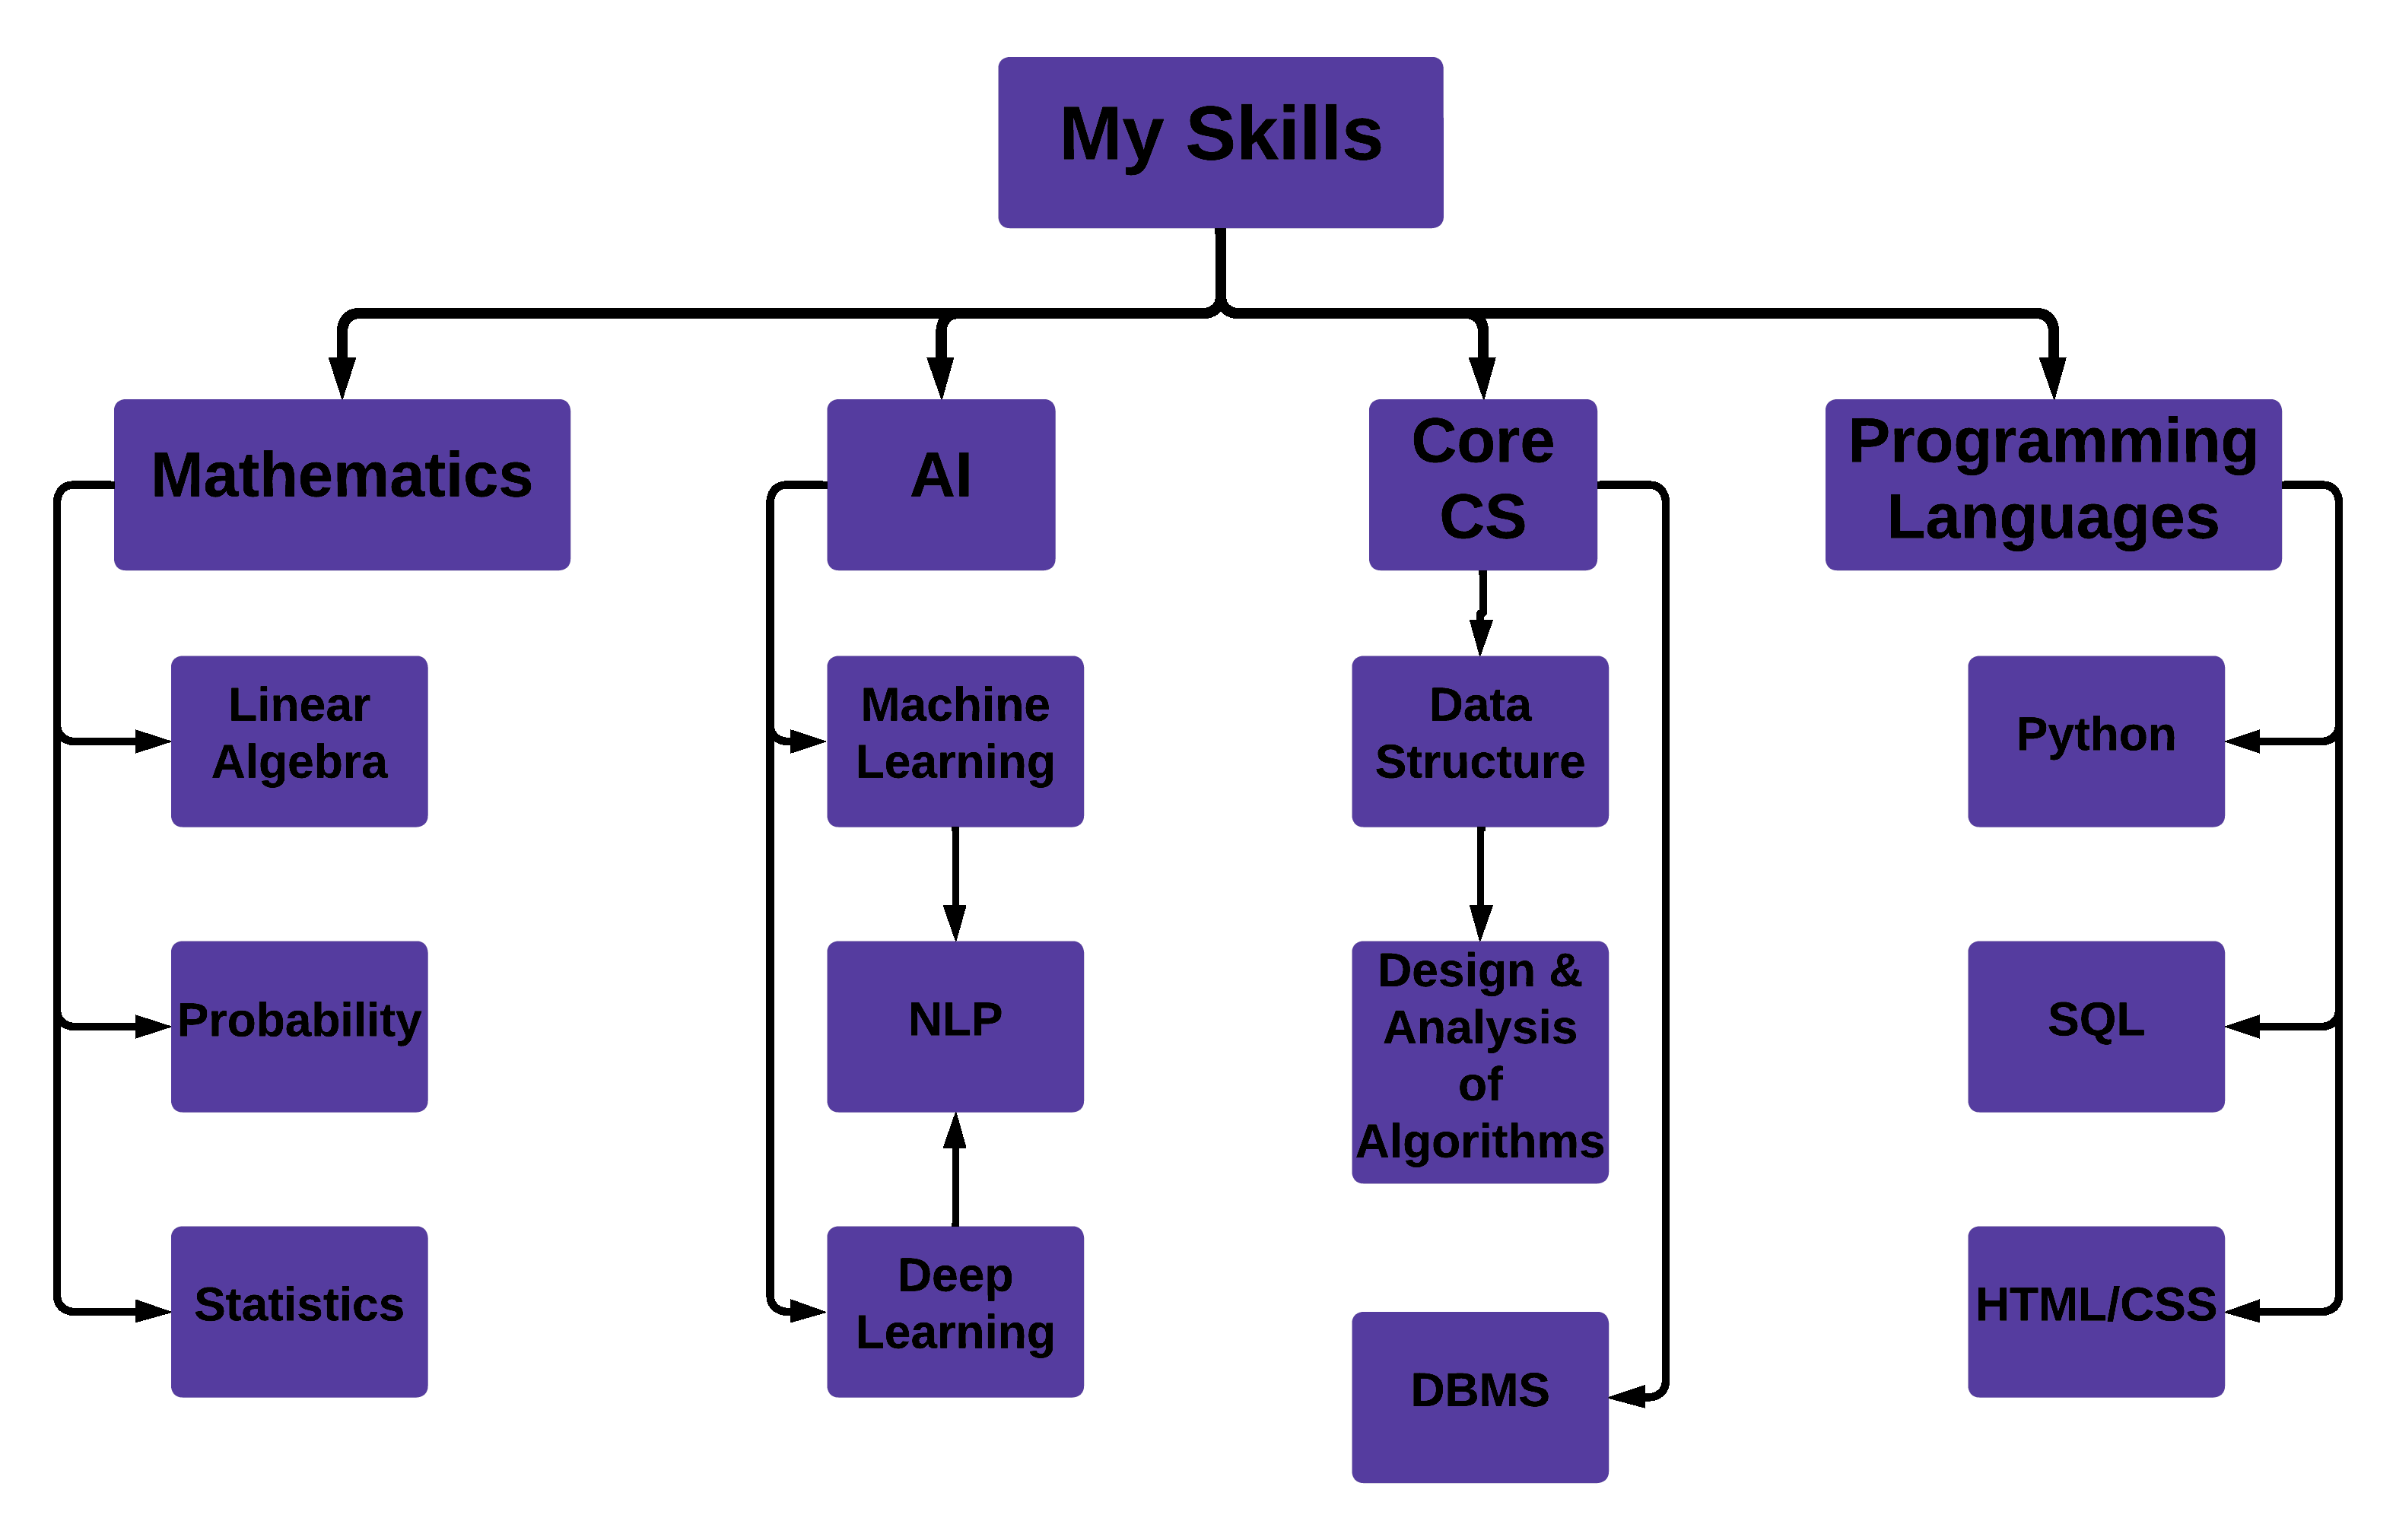 My Skills
Mathematics
AI
Core
CS
Programming
Languages
Linear
Algebra
Machine
Learning
Data
Structure
Python
Probability
NLP
Design &
Analysis
of
Algorithms
SQL
Statistics
Deep
Learning
DBMS
HTML/CSS